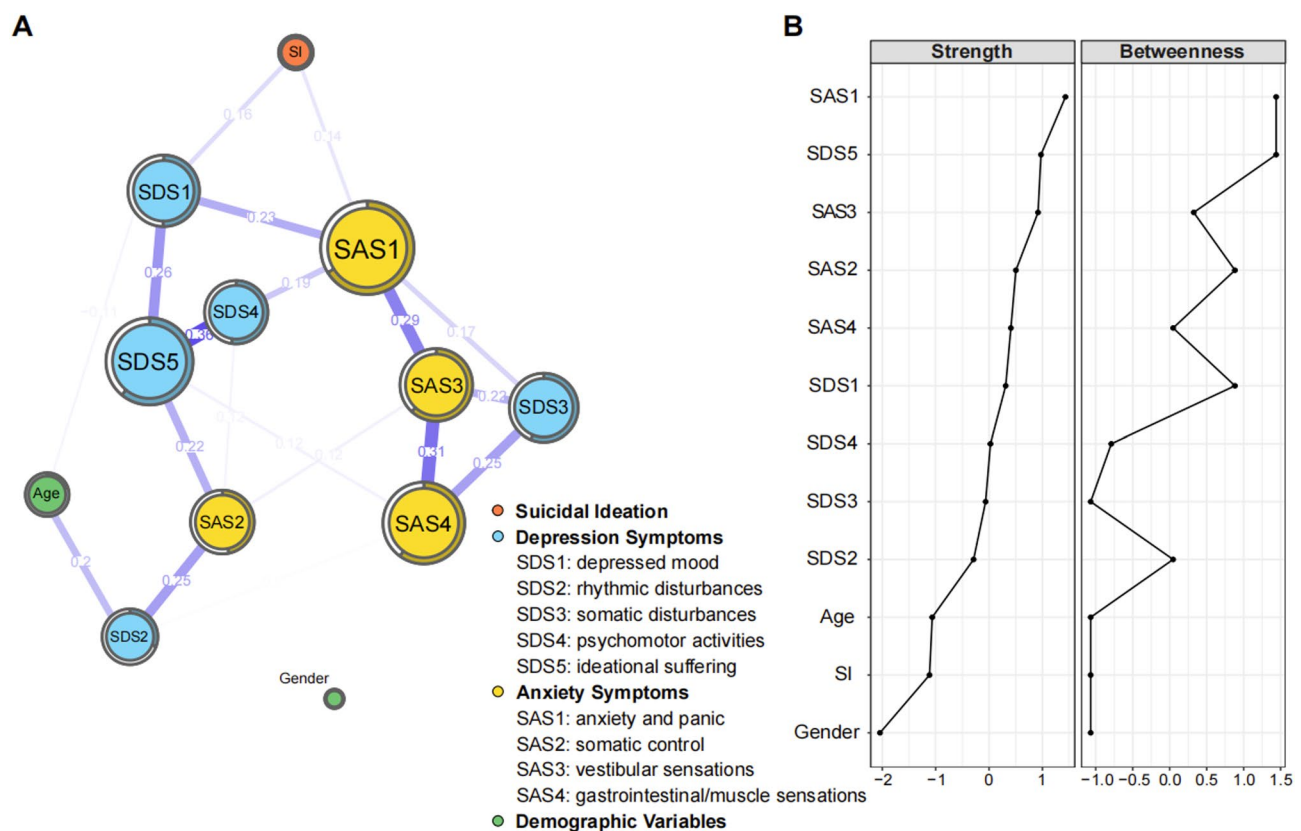 A
SI
0.16
0.14
SDS1
0.23
SAS1
0.26
SDS4
0.19
−0.11
0.36
0.29
0.17
SDS5
SAS3
0.23
SDS3
0.12
0.22
0.12
0.12
0.31
0.25
Age
SAS2
SAS4
0.2
0.25
SDS2
Gender
Suicidal Ideation
Depression Symptoms
SDS1: depressed mood
SDS2: rhythmic disturbances
SDS3: somatic disturbances
SDS4: psychomotor activities
SDS5: ideational suffering
Anxiety Symptoms
SAS1: anxiety and panic
SAS2: somatic control
SAS3: vestibular sensations
SAS4: gastrointestinal/muscle sensations
Demographic Variables
B
Strength
Betweenness
SAS1
SDS5
SAS3
SAS2
SAS4
SDS1
SDS4
SDS3
SDS2
Age
SI
Gender
−2 −1 0 1
−1.0 −0.5 0.0 0.5 1.0 1.5